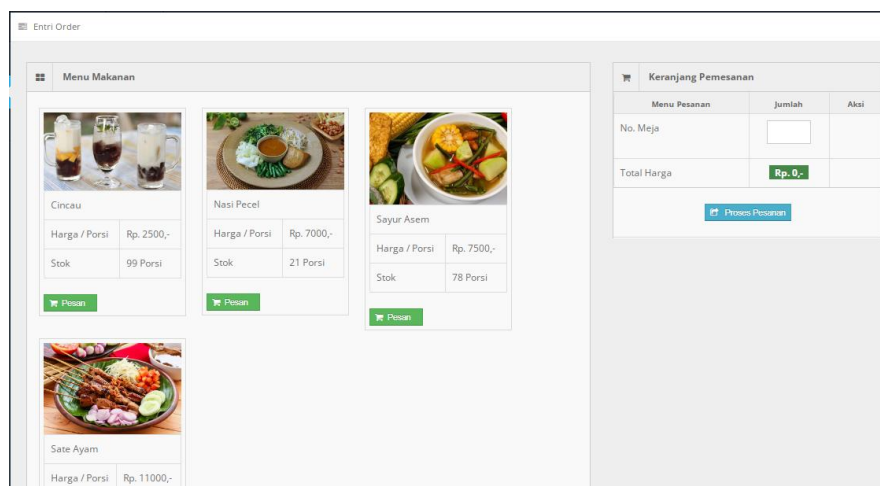 Entri Order
Menu Makanan
Cincau
Harga / Porsi Rp. 2500,-
Stok 99 Porsi
Pesan
Nasi Pecel
Harga / Porsi Rp. 7000,-
Stok 21 Porsi
Pesan
Sayur Asem
Harga / Porsi Rp. 7500,-
Stok 78 Porsi
Pesan
Sate Ayam
Harga / Porsi Rp. 11000,-
Keranjang Pemesanan
Menu Pesanan Jumlah Aksi
No. Meja
Total Harga Rp. 0,-
Proses Pesanan